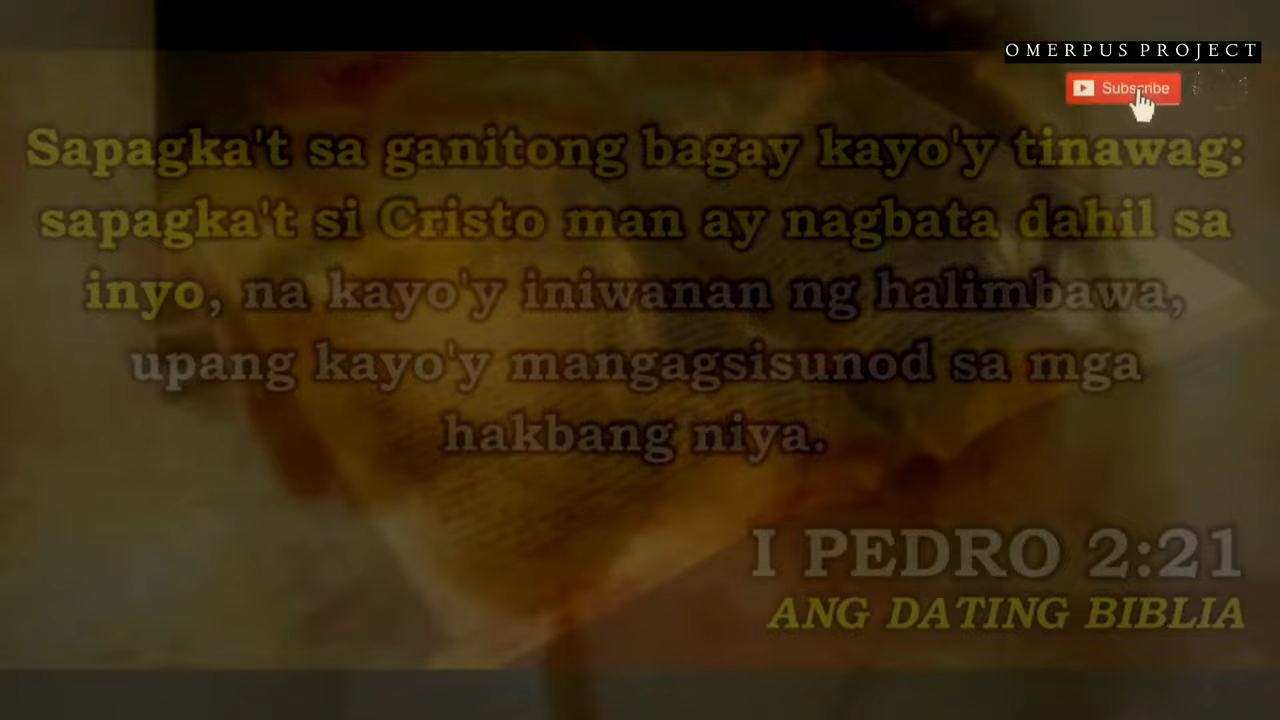 OMERPUS PROJECT
Subscribe
Sapagka't sa ganitong bagay kayo'y tinawag:
sapagka't si Cristo man ay nagbata dahil sa
inyo, na kayo'y iniwanan ng halimbawa,
upang kayo'y mangagsisunod sa mga
hakbang niya.
I PEDRO 2:21
ANG DATING BIBLIA